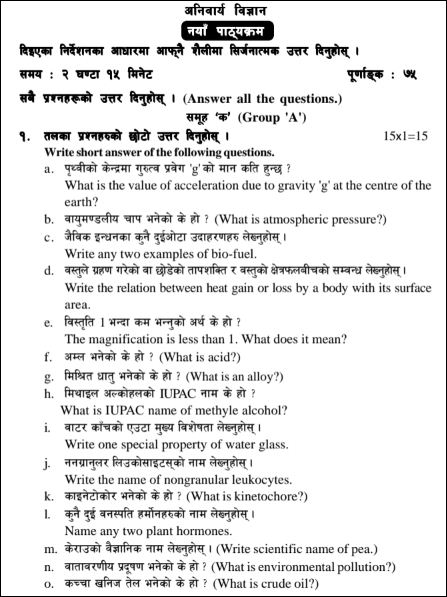 अनिवार्य विज्ञान
नयाँ पाठ्यक्रम
दिइएका निर्देशनका आधारमा आफ्नै शैलीमा सिर्जनात्मक उत्तर दिनुहोस् ।
समय : २ घण्टा १५ मिनेट पूर्णाङ्क : ७५
सबै प्रश्नहरूको उत्तर दिनुहोस् । (Answer all the questions.)
समूह 'क' (Group 'A')
१. तलका प्रश्नहरुको छोटो उत्तर दिनुहोस् । 15x1=15
Write short answer of the following questions.
a. पृथ्वीको केन्द्रमा गुरुत्व प्रवेग 'g' को मान कति हुन्छ ?
What is the value of acceleration due to gravity 'g' at the centre of the
earth?
b. वायुमण्डलीय चाप भनेको के हो ? (What is atmospheric pressure?)
c. जैविक इन्धनका कुनै दुईओटा उदाहरणहरु लेख्नुहोस् ।
Write any two examples of bio-fuel.
d. वस्तुले ग्रहण गरेको वा छोडेको तापशक्ति र वस्तुको क्षेत्रफलबीचको सम्वन्ध लेख्नुहोस् ।
Write the relation between heat gain or loss by a body with its surface
area.
e. विस्तृति 1 भन्दा कम भन्नुको अर्थ के हो ?
The magnification is less than 1. What does it mean?
f. अम्ल भनेको के हो ? (What is acid?)
g. मिश्रित धातु भनेको के हो ? (What is an alloy?)
h. मिथाइल अल्कोहलको IUPAC नाम के हो ?
What is IUPAC name of methyle alcohol?
i. वाटर काँचको एउटा मुख्य विशेषता लेख्नुहोस् ।
Write one special property of water glass.
j. ननग्रानुलर लिउकोसाइटस्को नाम लेख्नुहोस् ।
Write the name of nongranular leukocytes.
k. काइनेटोकोर भनेको के हो ? (What is kinetochore?)
l. कुनै दुई वनस्पति हर्मोनहरुको नाम लेख्नुहोस् ।
Name any two plant hormones.
m. केराउको वैज्ञानिक नाम लेख्नुहोस् । (Write scientific name of pea.)
n. वातावरणीय प्रदूषण भनेको के हो ? (What is environmental pollution?)
o. कच्चा खनिज तेल भनेको के हो ? (What is crude oil?)